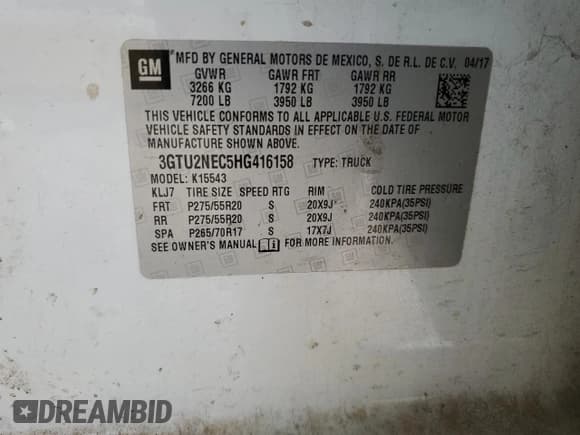 GM
MFD BY GENERAL MOTORS DE MEXICO, S. DE R.L. DE C.V. 04/17
GVWR GAWR FRT GAWR RR
3266 KG 1792 KG 1792 KG
7200 LB 3950 LB 3950 LB
THIS VEHICLE CONFORMS TO ALL APPLICABLE U.S. FEDERAL MOTOR
VEHICLE SAFETY STANDARDS IN EFFECT ON THE DATE OF
MANUFACTURE SHOWN ABOVE.
3GTU2NEC5HG416158 TYPE: TRUCK
MODEL: K15543
KLJ7 TIRE SIZE SPEED RTG RIM COLD TIRE PRESSURE
FRT P275/55R20 S 20X9J 240KPA(35PSI)
RR P275/55R20 S 20X9J 240KPA(35PSI)
SPA P265/70R17 S 17X7J 240KPA(35PSI)
SEE OWNER'S MANUAL FOR MORE INFORMATION
DREAMBID